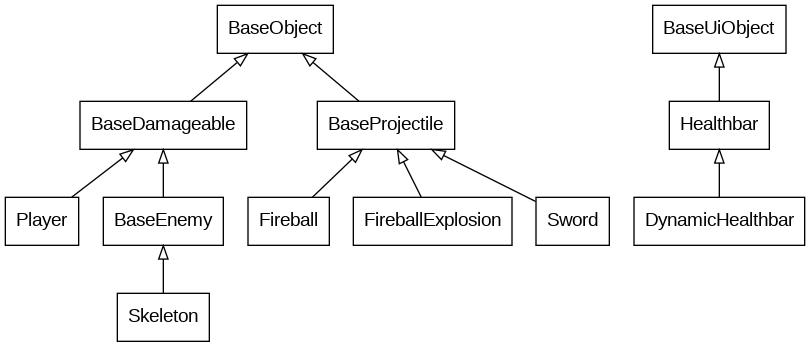 BaseObject
BaseUiObject
BaseDamageable
BaseProjectile
Healthbar
Player
BaseEnemy
Fireball
FireballExplosion
Sword
DynamicHealthbar
Skeleton